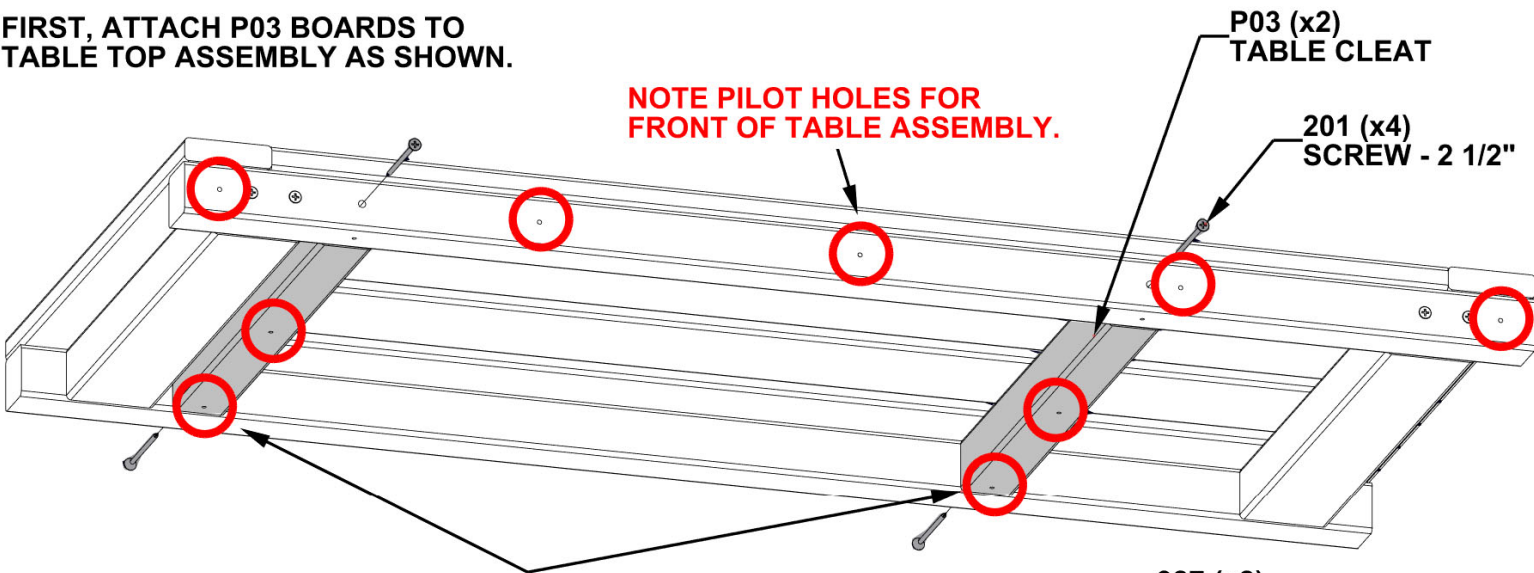 FIRST, ATTACH P03 BOARDS TO
TABLE TOP ASSEMBLY AS SHOWN.
P03 (x2)
TABLE CLEAT
NOTE PILOT HOLES FOR
FRONT OF TABLE ASSEMBLY.
201 (x4)
SCREW - 2 1/2"